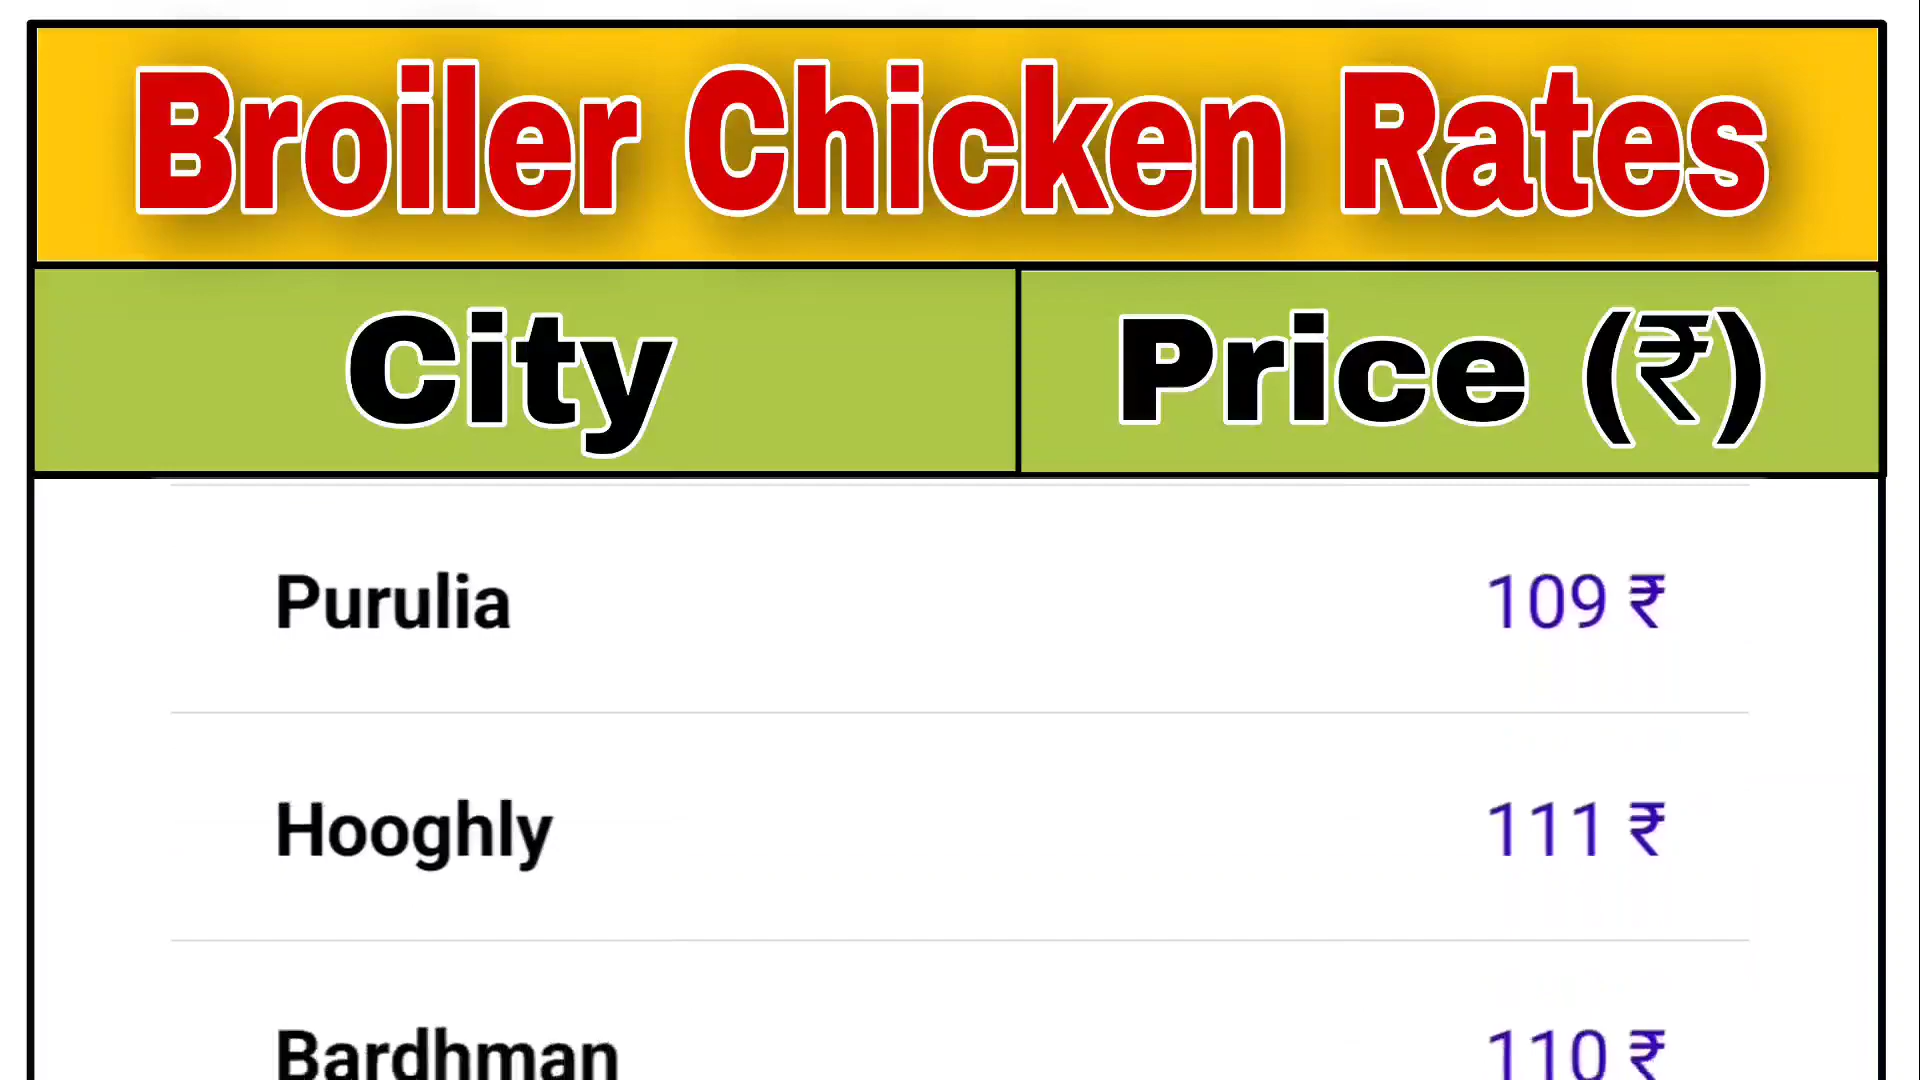 Broiler Chicken Rates
City Price (₹)
Purulia 109 ₹
Hooghly 111 ₹
Bardhman 110 ₹